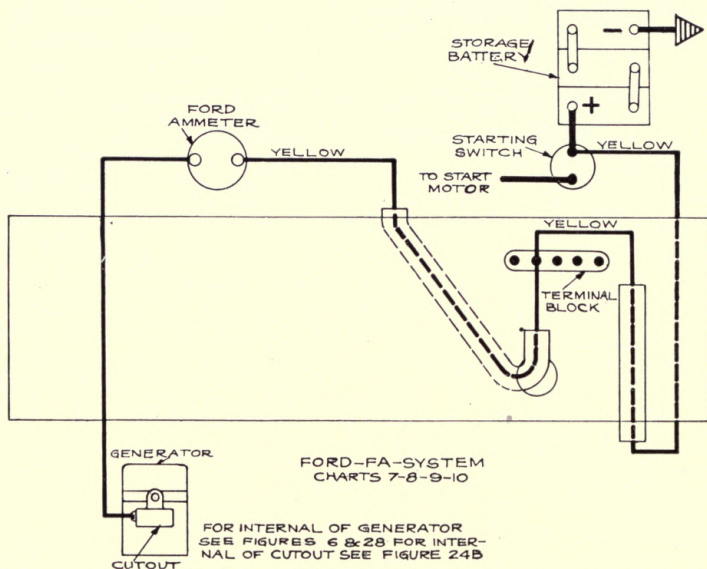 STORAGE
BATTERY
-
+
FORD
AMMETER
YELLOW
STARTING
SWITCH
YELLOW
TO START
MOTOR
YELLOW
TERMINAL
BLOCK
GENERATOR
FORD-FA-SYSTEM
CHARTS 7-8-9-10
FOR INTERNAL OF GENERATOR
SEE FIGURES 6 & 28 FOR INTER-
NAL OF CUTOUT SEE FIGURE 24B
CUTOUT